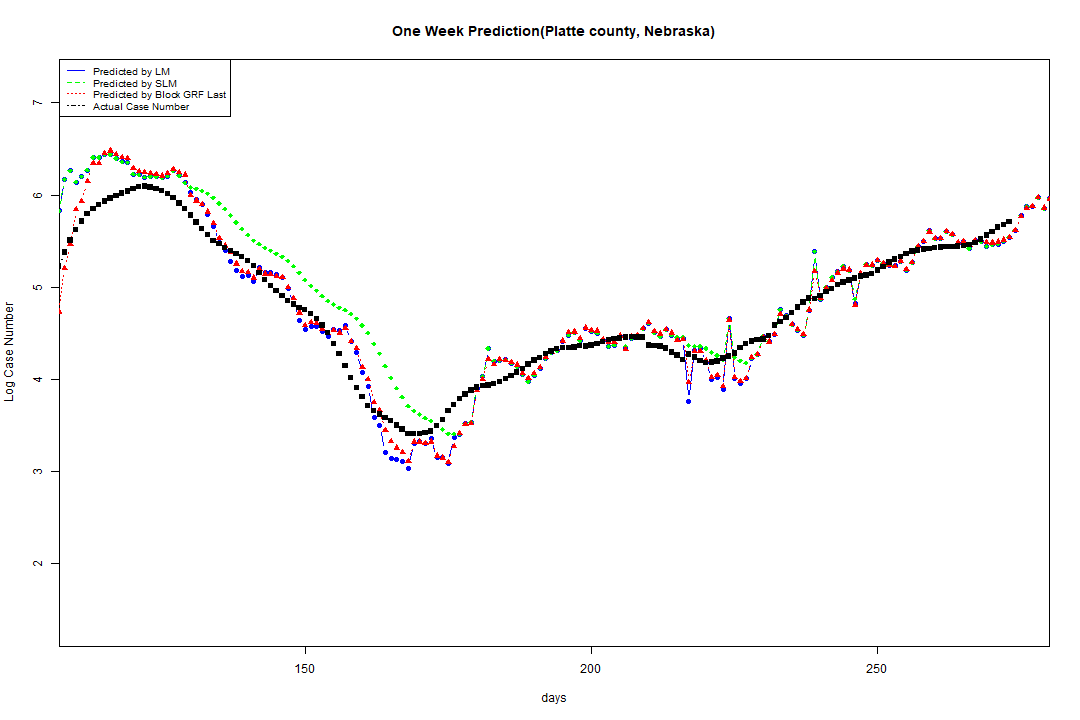 One Week Prediction(Platte county, Nebraska)
Predicted by LM
Predicted by SLM
Predicted by Block GRF Last
Actual Case Number
7
6
5
4
3
2
Log Case Number
150 200 250
days